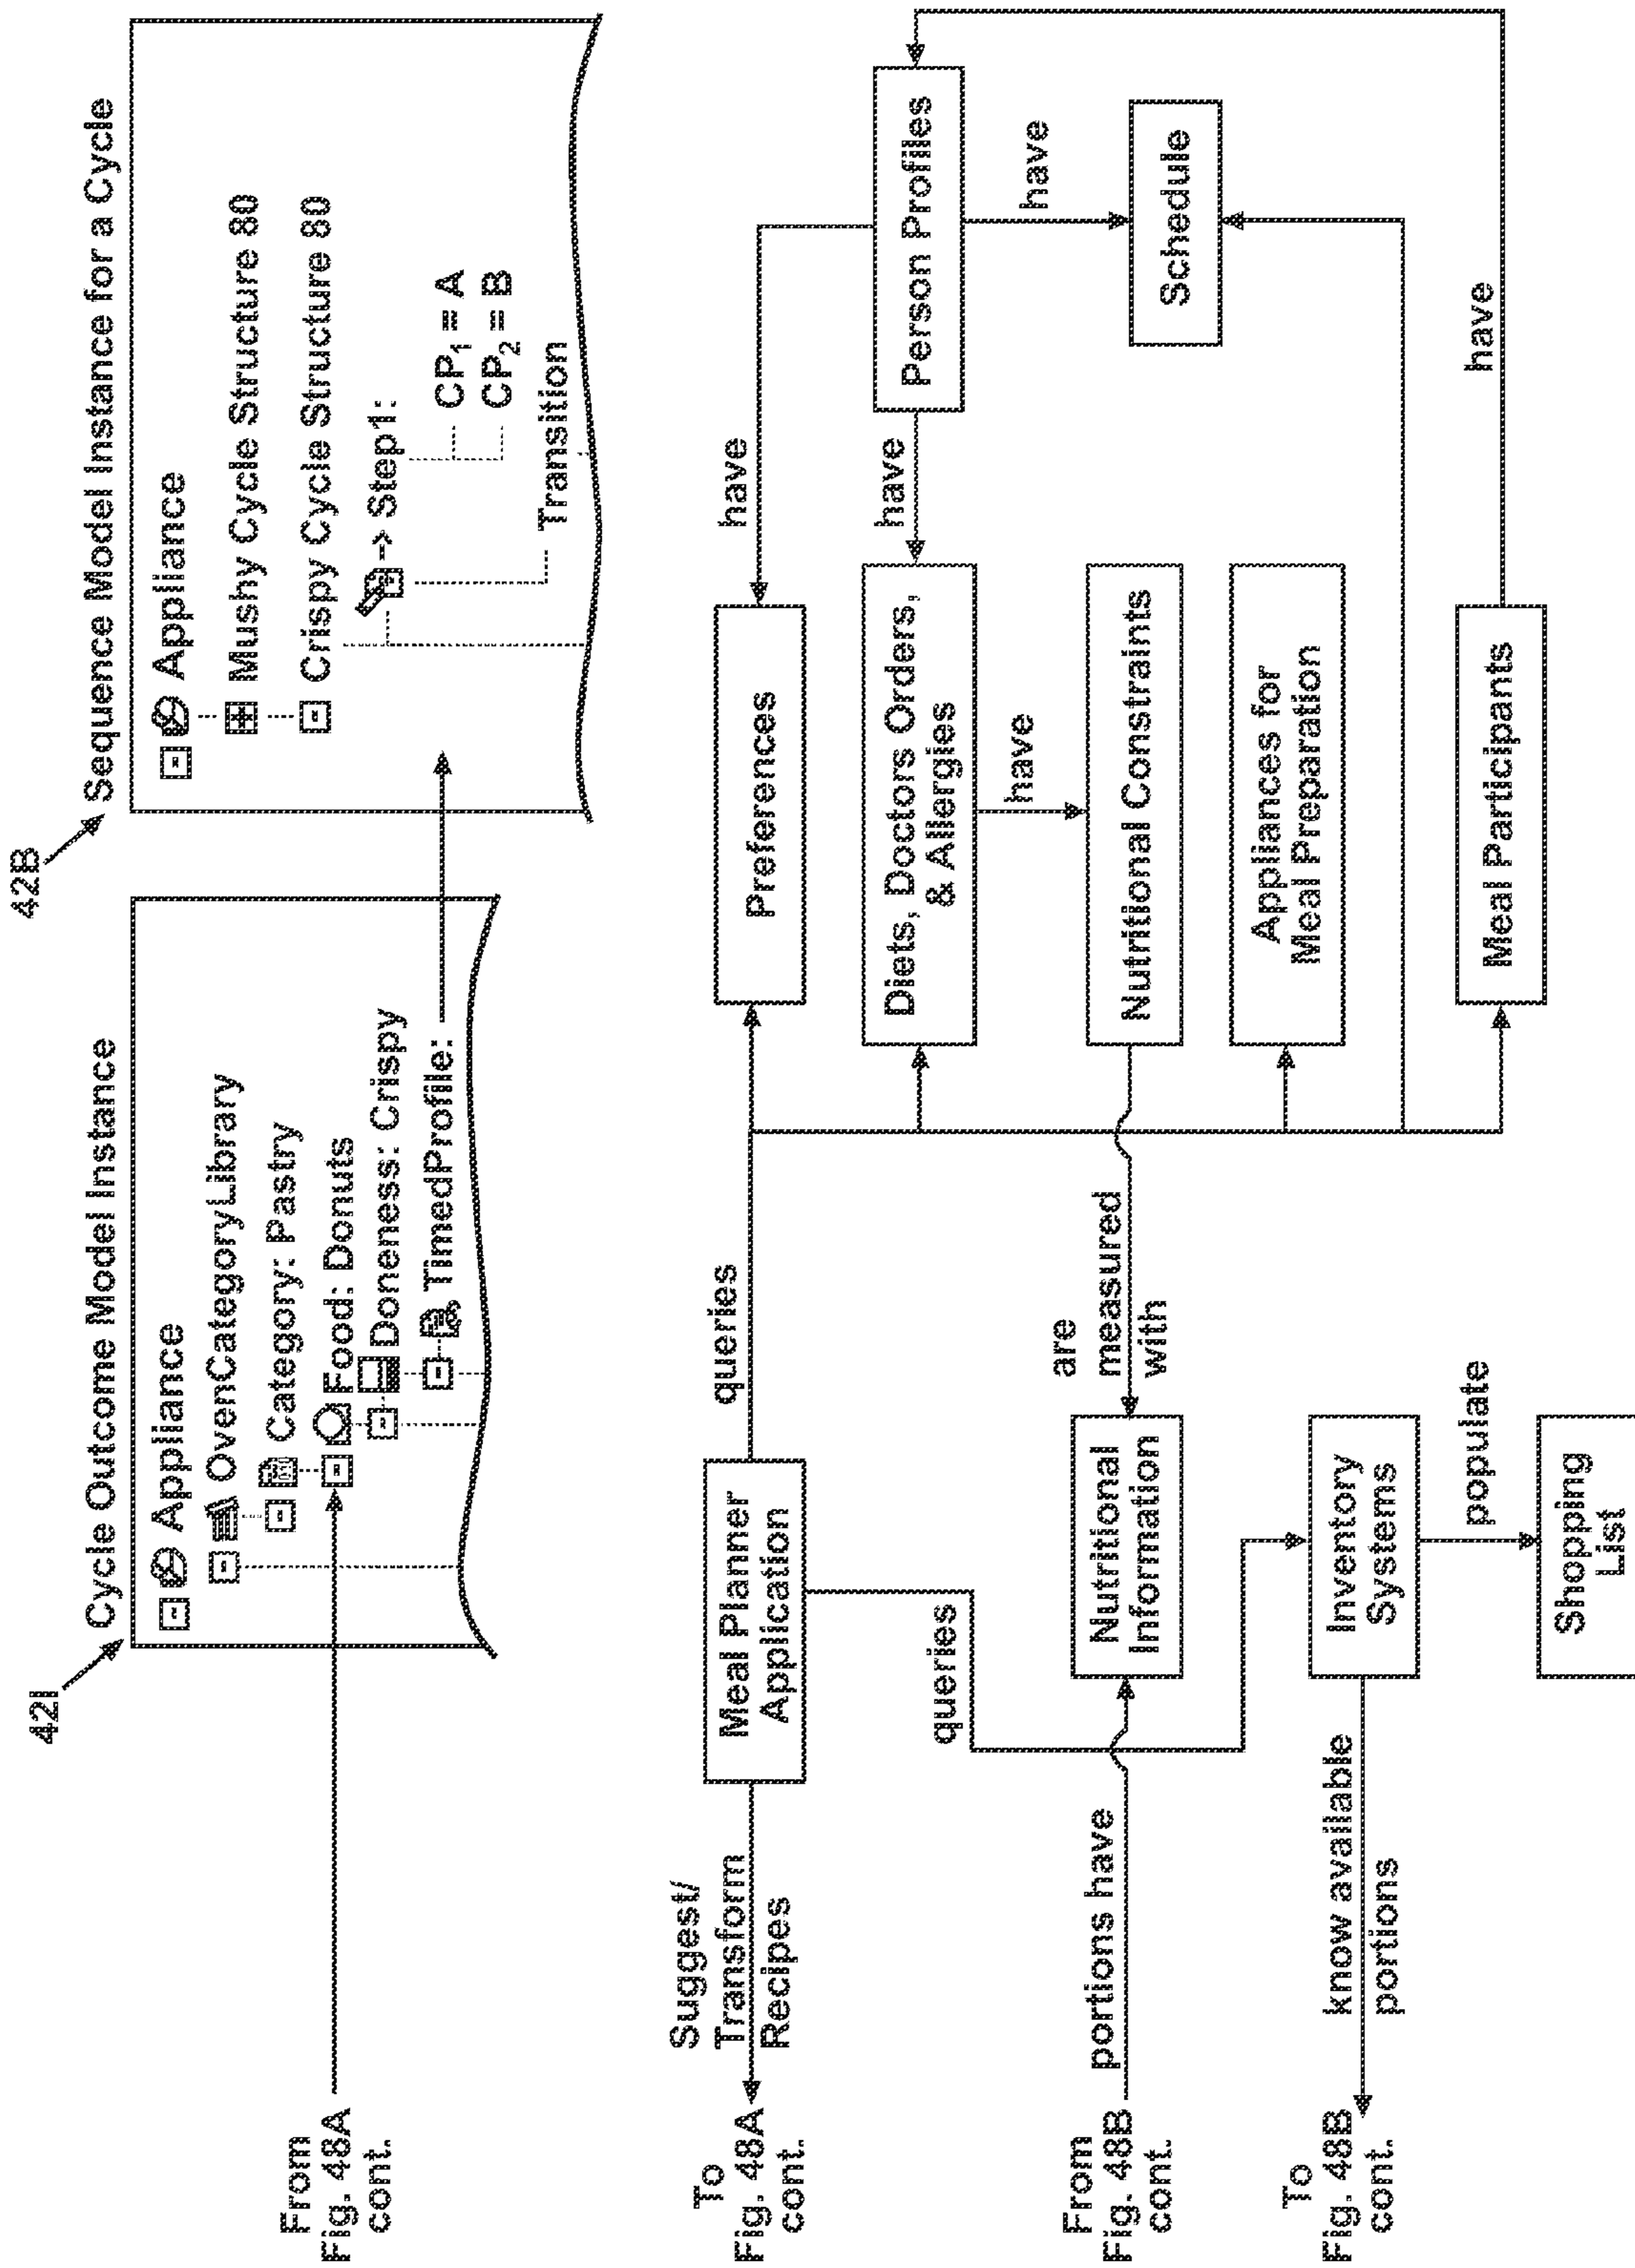 42I
Cycle Outcome Model Instance
Appliance
OvenCategoryLibrary
Category: Pastry
Food: Donuts
Doneness: Crispy
TimedProfile:
42B
Sequence Model Instance for a Cycle
Appliance
Mushy Cycle Structure 80
Crispy Cycle Structure 80
-> Step1:
CP1 = A
CP2 = B
Transition
From
Fig. 48A
cont.
To
Fig. 48A
cont.
Suggest/
Transform
Recipes
Meal Planner
Application
queries
Preferences
have
Person Profiles
have
Diets, Doctors Orders,
& Allergies
have
Schedule
have
Nutritional Constraints
are
measured
with
Nutritional
Information
queries
portions have
From
Fig. 48B
cont.
Appliances for
Meal Preparation
Inventory
Systems
know available
portions
To
Fig. 48B
cont.
populate
Shopping
List
Meal Participants
have